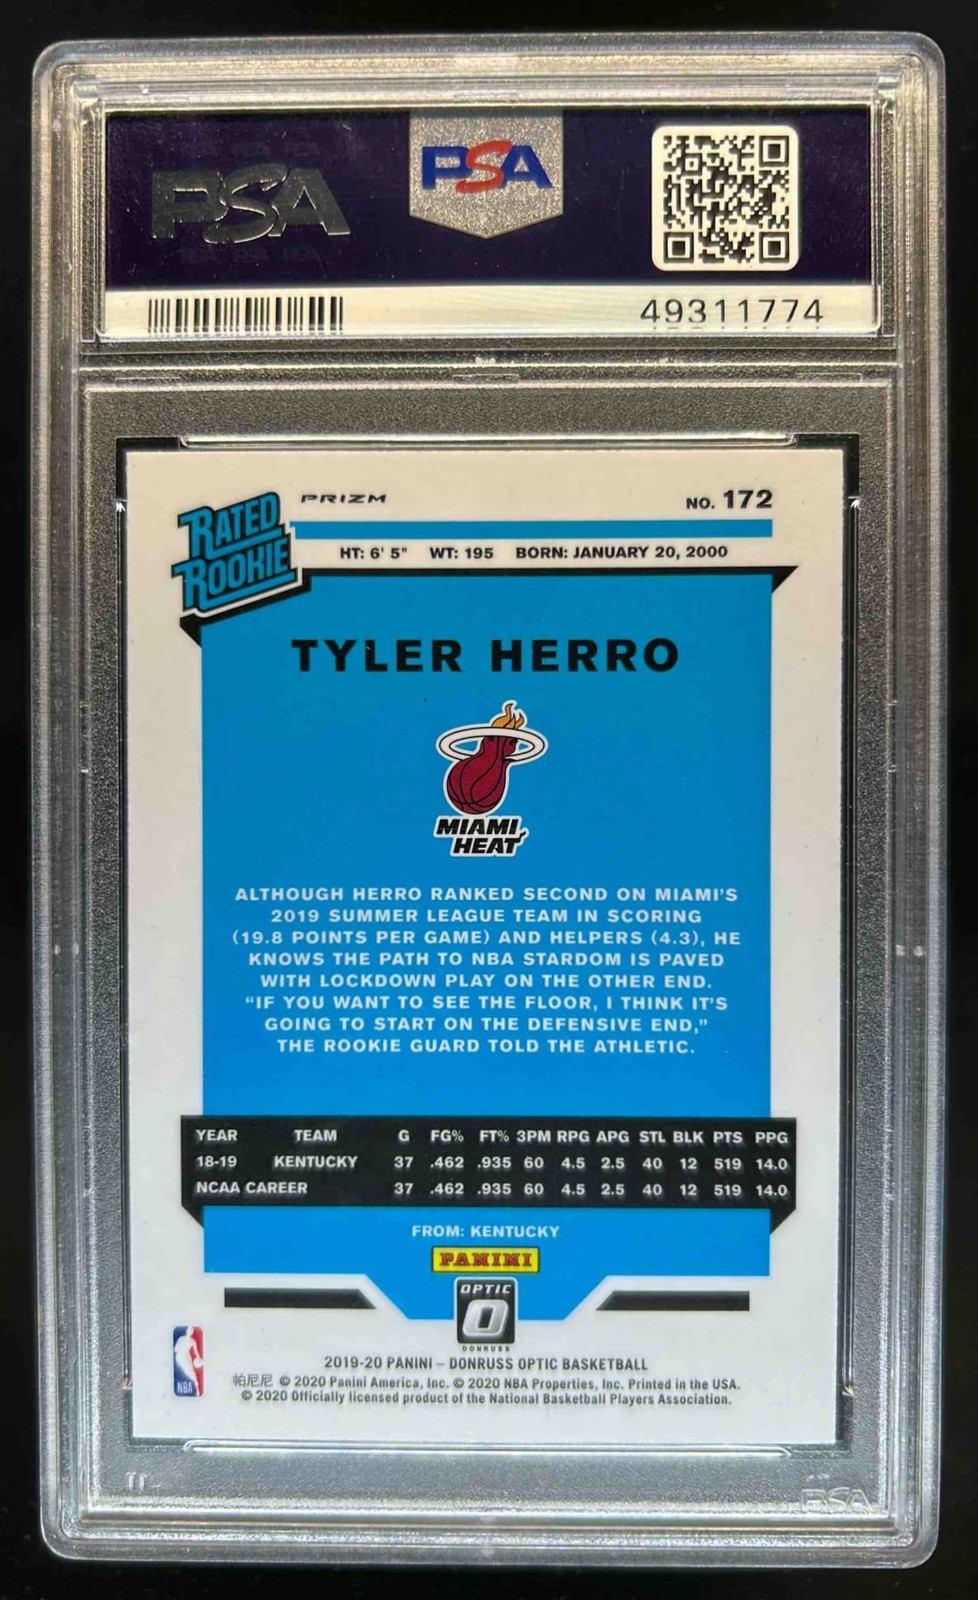 PSA
PSA
49311774
RATED ROOKIE
PRIZM
NO. 172
HT: 6' 5" WT: 195 BORN: JANUARY 20, 2000
TYLER HERRO
MIAMI
HEAT
ALTHOUGH HERRO RANKED SECOND ON MIAMI'S
2019 SUMMER LEAGUE TEAM IN SCORING
(19.8 POINTS PER GAME) AND HELPERS (4.3), HE
KNOWS THE PATH TO NBA STARDOM IS PAVED
WITH LOCKDOWN PLAY ON THE OTHER END.
“IF YOU WANT TO SEE THE FLOOR, I THINK IT'S
GOING TO START ON THE DEFENSIVE END,”
THE ROOKIE GUARD TOLD THE ATHLETIC.
YEAR TEAM G FG% FT% 3PM RPG APG STL BLK PTS PPG
18-19 KENTUCKY 37 .462 .935 60 4.5 2.5 40 12 519 14.0
NCAA CAREER 37 .462 .935 60 4.5 2.5 40 12 519 14.0
FROM: KENTUCKY
PANINI
OPTIC
O
DONRUSS
NBA
2019-20 PANINI – DONRUSS OPTIC BASKETBALL
帕尼尼 © 2020 Panini America, Inc. © 2020 NBA Properties, Inc. Printed in the USA.
© 2020 Officially licensed product of the National Basketball Players Association.
PSA